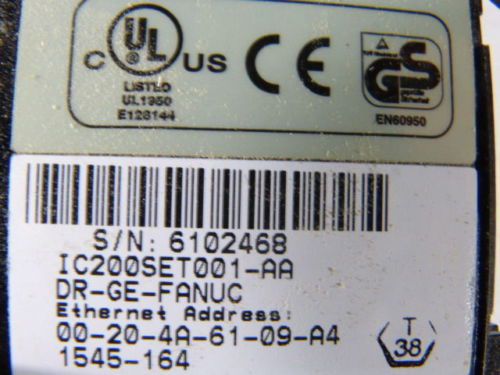 C UL US CE GS
LISTED
UL1950
E128144
EN60950
S/N: 6102468
IC200SET001-AA
DR-GE-FANUC
Ethernet Address:
00-20-4A-61-09-A4
1545-164
T
38